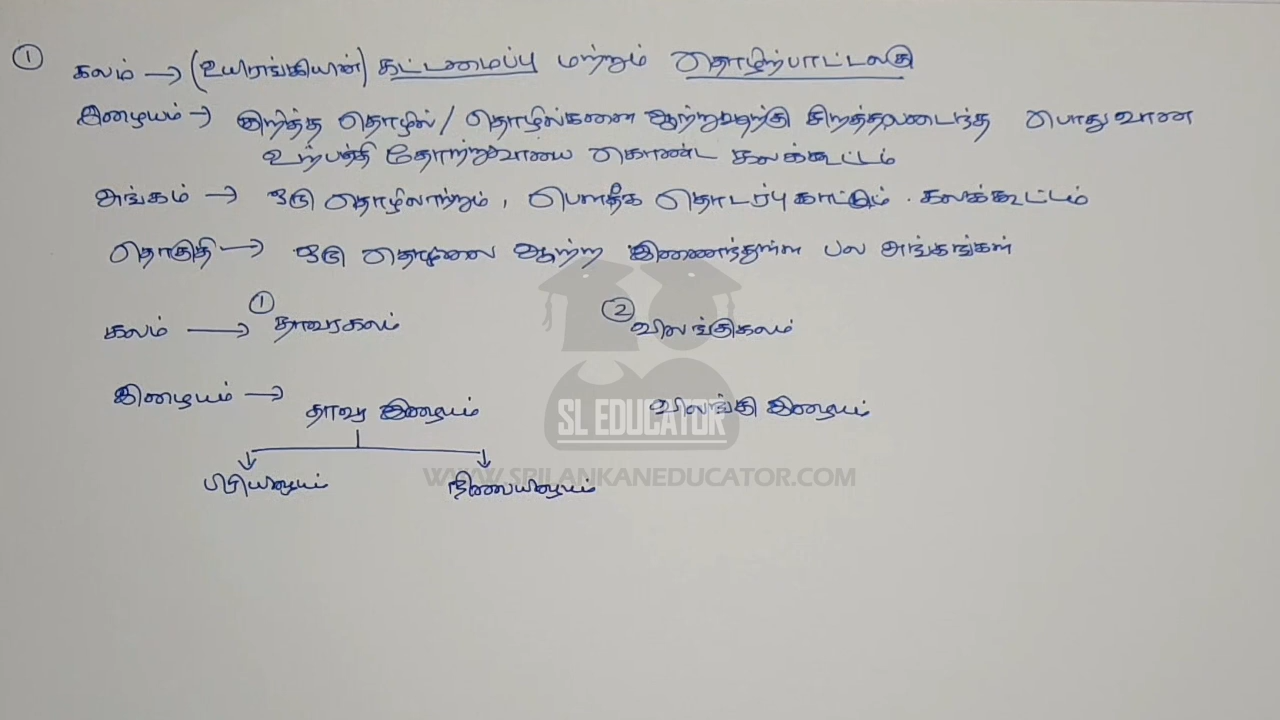 ① கலம் → (உயிரங்கியின்) கட்டமைப்பு மற்றும் தொழிற்பாட்டலகு
இழையம் → குறித்த தொழில் / தொழில்களை ஆற்றுவதற்கு சிறத்தலடைந்த பொதுவான
உற்பத்தி தோற்றுவாயை கொண்ட கலக்கூட்டம்
அங்கம் → ஒரு தொழிலாற்றும், பௌதீக தொடர்பு காட்டும். கலக்கூட்டம்
தொகுதி → ஒரு தொழிலை ஆற்ற இணைந்துள்ள பல அங்கங்கள்
கலம் → ① தாவரகலம் ② விலங்குகலம்
இழையம் → தாவர இழையம் விலங்கு இழையம்
பிரியிழையம் நிலையிழையம்
SL EDUCATOR
WWW.SRILANKANEDUCATOR.COM